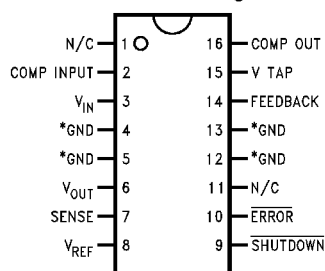 N/C 1 16 COMP OUT
COMP INPUT 2 15 V TAP
VIN 3 14 FEEDBACK
*GND 4 13 *GND
*GND 5 12 *GND
VOUT 6 11 N/C
SENSE 7 10 ERROR
VREF 8 9 SHUTDOWN